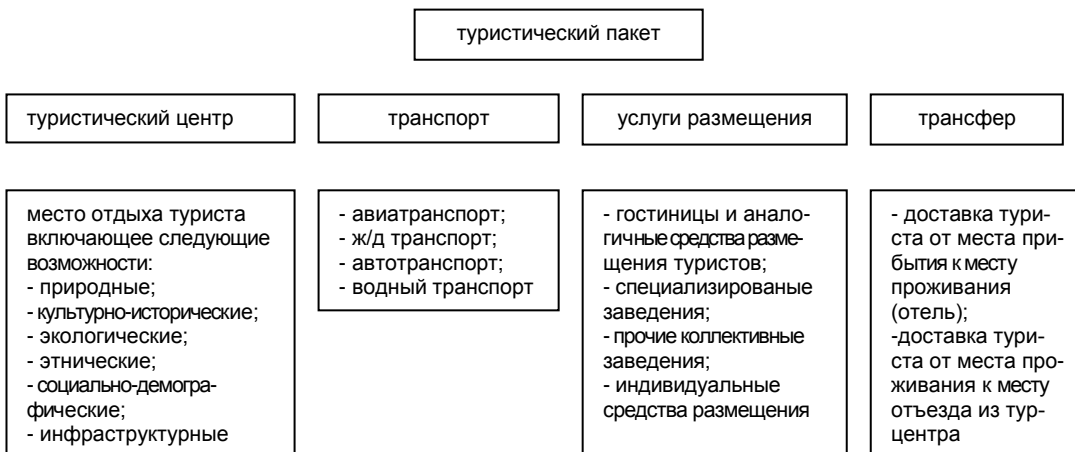 туристический пакет
туристический центр
транспорт
услуги размещения
трансфер
место отдыха туриста
включающее следующие
возможности:
- природные;
- культурно-исторические;
- экологические;
- этнические;
- социально-демогра-
фические;
- инфраструктурные
- авиатранспорт;
- ж/д транспорт;
- автотранспорт;
- водный транспорт
- гостиницы и анало-
гичные средства разме-
щения туристов;
- специализированые
заведения;
- прочие коллективные
заведения;
- индивидуальные
средства размещения
- доставка тури-
ста от места при-
бытия к месту
проживания
(отель);
-доставка тури-
ста от места про-
живания к месту
отъезда из тур-
центра